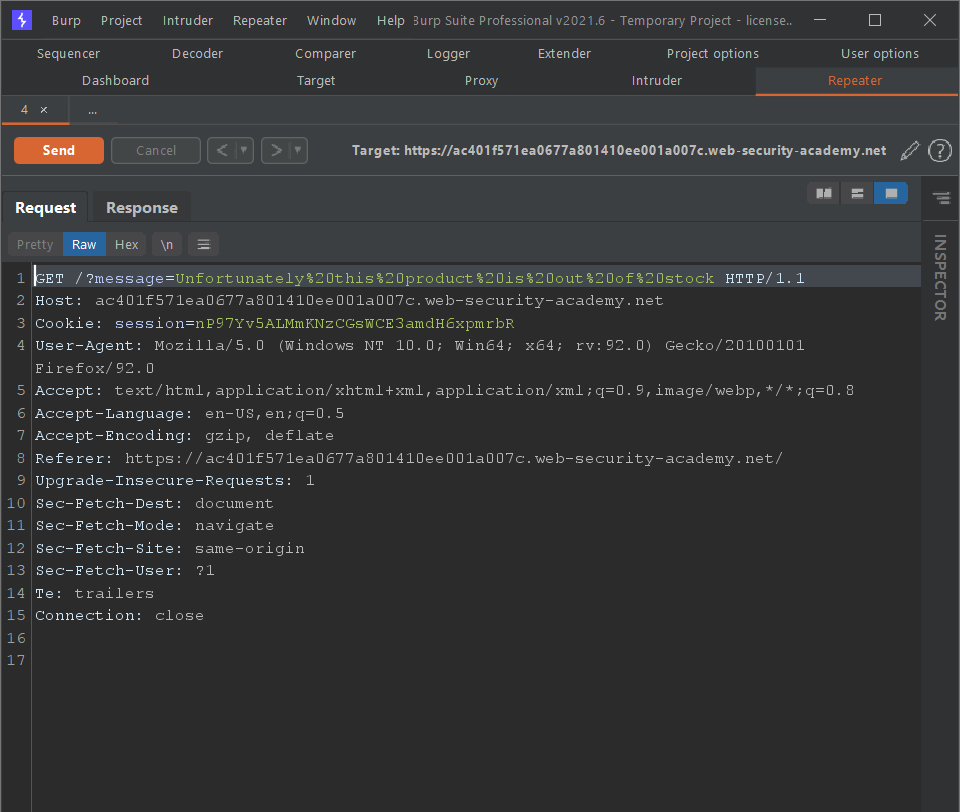 Burp Project Intruder Repeater Window Help Burp Suite Professional v2021.6 - Temporary Project - license..
Sequencer Decoder Comparer Logger Extender Project options User options
Dashboard Target Proxy Intruder Repeater
4 × ...
Send Cancel < ▼ > ▼ Target: https://ac401f571ea0677a801410ee001a007c.web-security-academy.net ?
Request Response
Pretty Raw Hex \n
INSPECTOR
1 GET /?message=Unfortunately%20this%20product%20is%20out%20of%20stock HTTP/1.1
2 Host: ac401f571ea0677a801410ee001a007c.web-security-academy.net
3 Cookie: session=nP97Yv5ALMmKNzCGsWCE3amdH6xpmrbR
4 User-Agent: Mozilla/5.0 (Windows NT 10.0; Win64; x64; rv:92.0) Gecko/20100101
Firefox/92.0
5 Accept: text/html,application/xhtml+xml,application/xml;q=0.9,image/webp,*/*;q=0.8
6 Accept-Language: en-US,en;q=0.5
7 Accept-Encoding: gzip, deflate
8 Referer: https://ac401f571ea0677a801410ee001a007c.web-security-academy.net/
9 Upgrade-Insecure-Requests: 1
10 Sec-Fetch-Dest: document
11 Sec-Fetch-Mode: navigate
12 Sec-Fetch-Site: same-origin
13 Sec-Fetch-User: ?1
14 Te: trailers
15 Connection: close
16
17